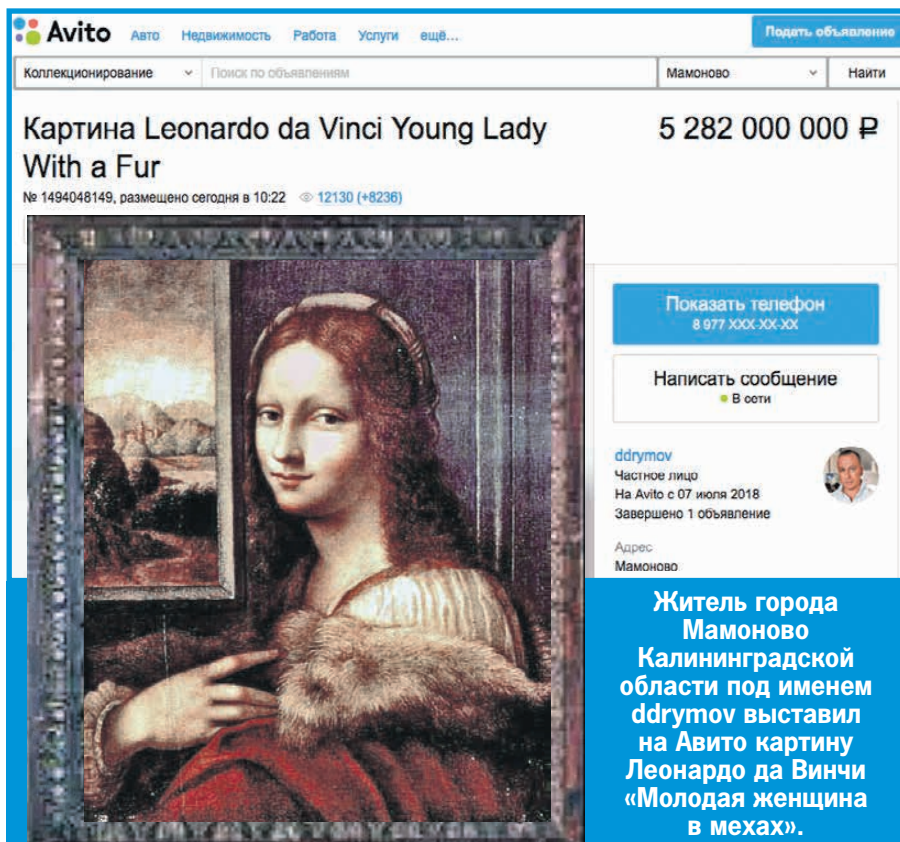 Avito Авто Недвижимость Работа Услуги ещё... Подать объявление
Коллекционирование Поиск по объявлениям Мамоново Найти
Картина Leonardo da Vinci Young Lady
With a Fur
5 282 000 000 ₽
№ 1494048149, размещено сегодня в 10:22 12130 (+8236)
Показать телефон
8 977 XXX-XX-XX
Написать сообщение
В сети
ddrymov
Частное лицо
На Avito с 07 июля 2018
Завершено 1 объявление
Адрес
Мамоново
Житель города
Мамоново
Калининградской
области под именем
ddrymov выставил
на Авито картину
Леонардо да Винчи
«Молодая женщина
в мехах».